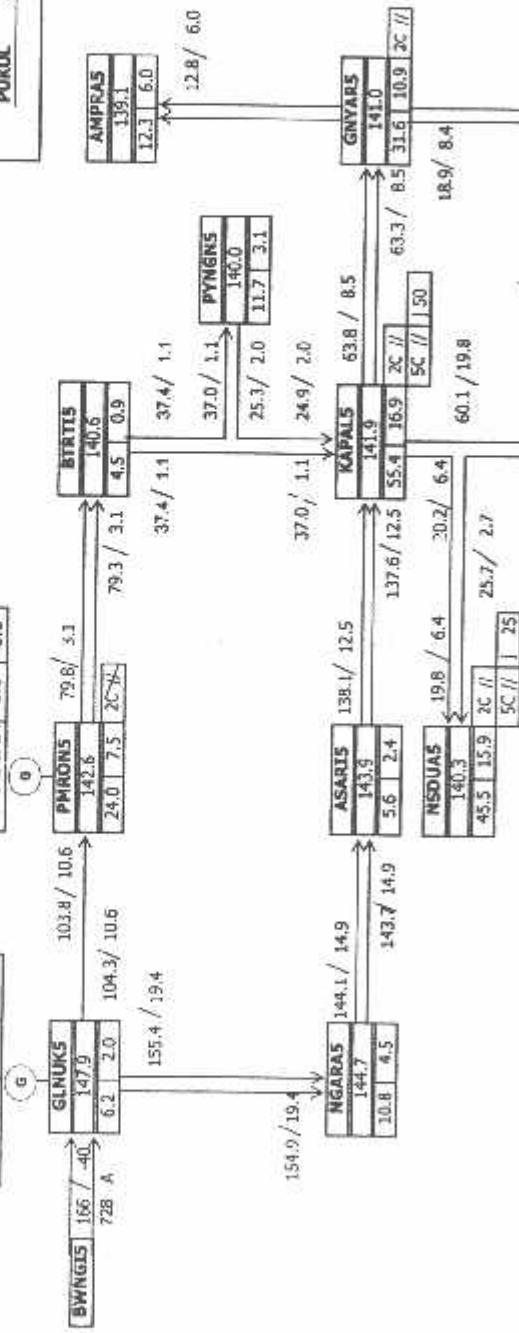 PURUL
G
G
BWNGI5
166 / -40
728 A
GLNUK5
147.9
6.2 2.0
103.8 / 10.6
104.3/ 10.6
155.4 / 19.4
154.9/ 19.4
PMRON5
142.6
24.0 7.5
2C //
79.8/ 3.1
79.3/ 3.1
BTRTI5
140.6
4.5 0.9
37.4/ 1.1
37.4/ 1.1
37.0/ 1.1
37.0/ 1.1
25.3/ 2.0
24.9/ 2.0
PYNGN5
140.0
11.7 3.1
AMPRA5
139.1
12.3 6.0
12.8/ 6.0
NGARA5
144.7
10.8 4.5
144.1 / 14.9
143.7/ 14.9
ASARI5
143.9
5.6 2.4
138.1/ 12.5
137.6/ 12.5
KAPAL5
141.9
55.4 16.9
2C //
5C // j 50
63.8 / 8.5
63.3 / 8.5
GNYAR5
141.0
31.6 10.9
2C //
18.9/ 8.4
60.1 / 19.8
20.2/ 6.4
19.8 / 6.4
25.7 / 2.7
NSDUA5
140.3
45.5 15.9
2C //
5C // j 25